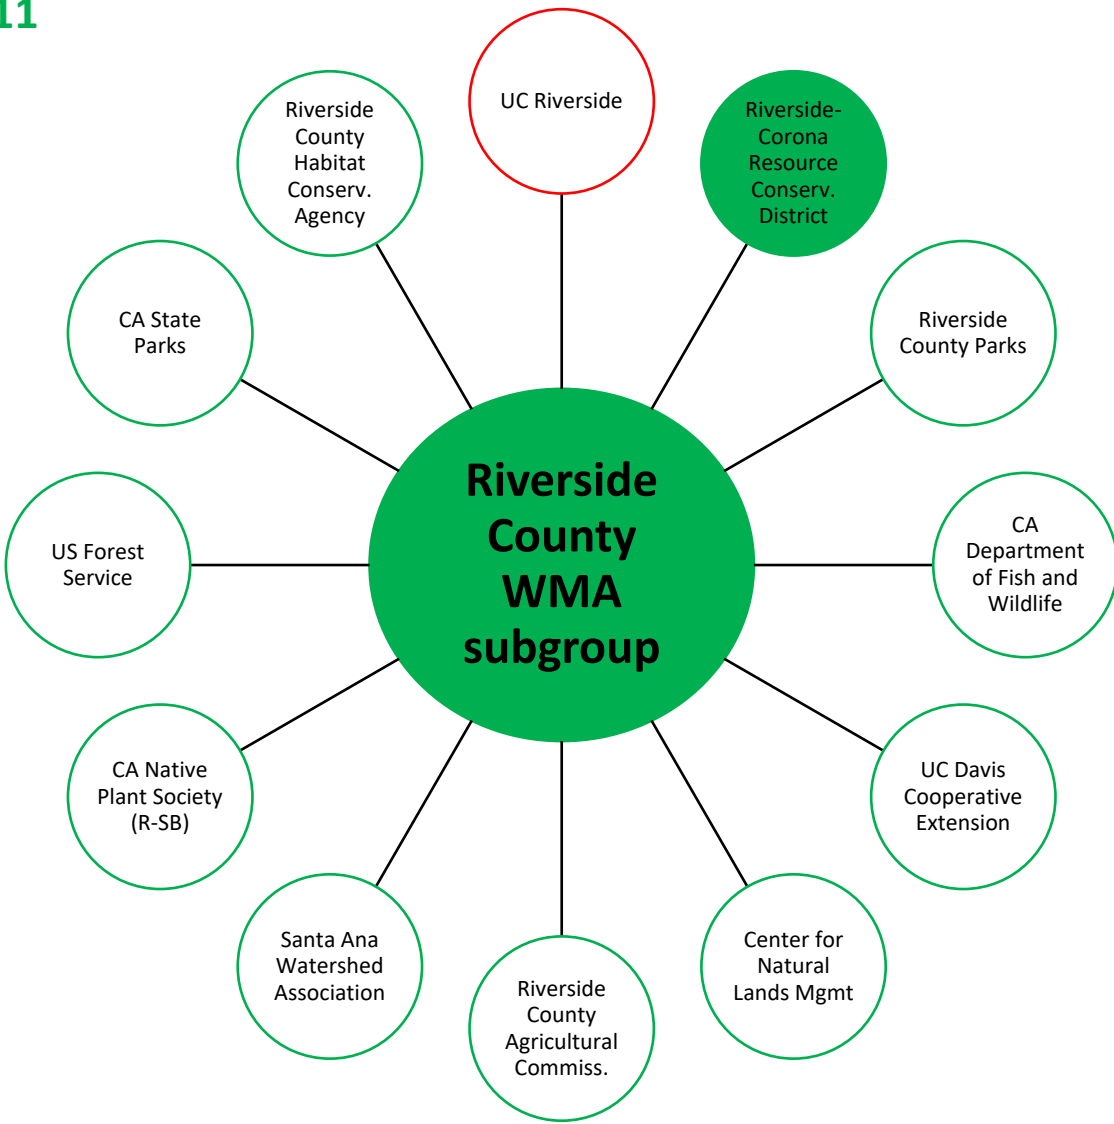 11
UC Riverside
Riverside-
Corona
Resource
Conserv.
District
Riverside
County Parks
CA
Department
of Fish and
Wildlife
UC Davis
Cooperative
Extension
Center for
Natural
Lands Mgmt
Riverside
County
Agricultural
Commiss.
Santa Ana
Watershed
Association
CA Native
Plant Society
(R-SB)
US Forest
Service
CA State
Parks
Riverside
County
Habitat
Conserv.
Agency
Riverside
County
WMA
subgroup